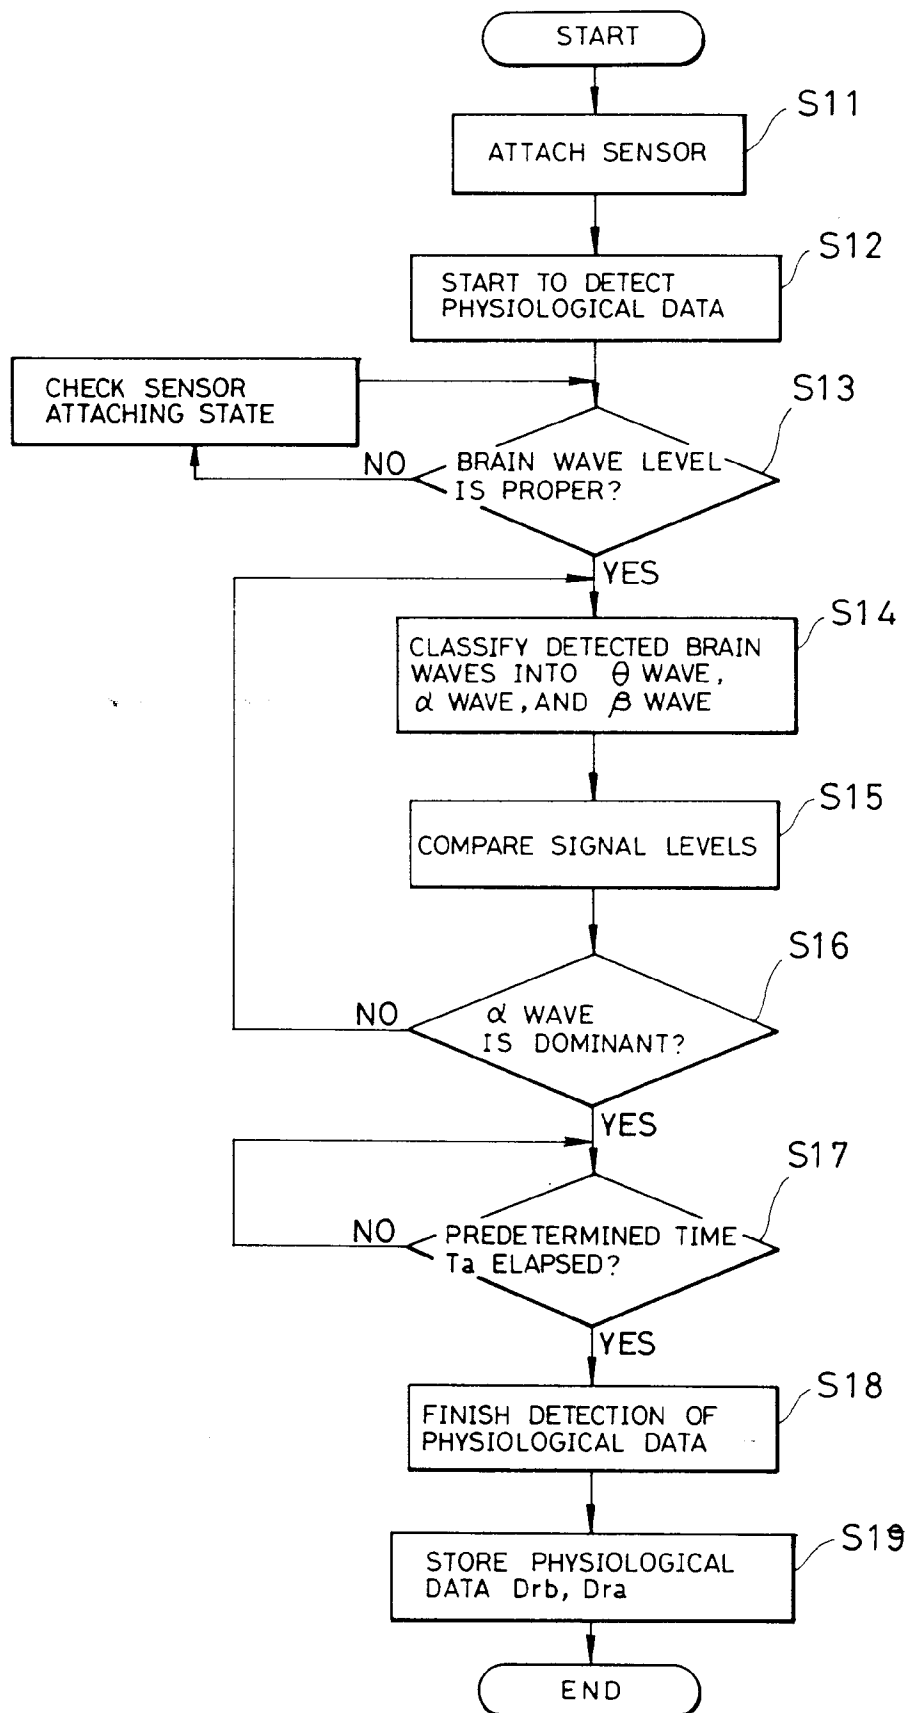 START
S11
ATTACH SENSOR
S12
START TO DETECT
PHYSIOLOGICAL DATA
CHECK SENSOR
ATTACHING STATE
S13
NO
BRAIN WAVE LEVEL
IS PROPER?
YES
S14
CLASSIFY DETECTED BRAIN
WAVES INTO θ WAVE,
α WAVE, AND β WAVE
S15
COMPARE SIGNAL LEVELS
S16
NO
α WAVE
IS DOMINANT?
YES
S17
NO
PREDETERMINED TIME
Ta ELAPSED?
YES
S18
FINISH DETECTION OF
PHYSIOLOGICAL DATA
S19
STORE PHYSIOLOGICAL
DATA Drb, Dra
END